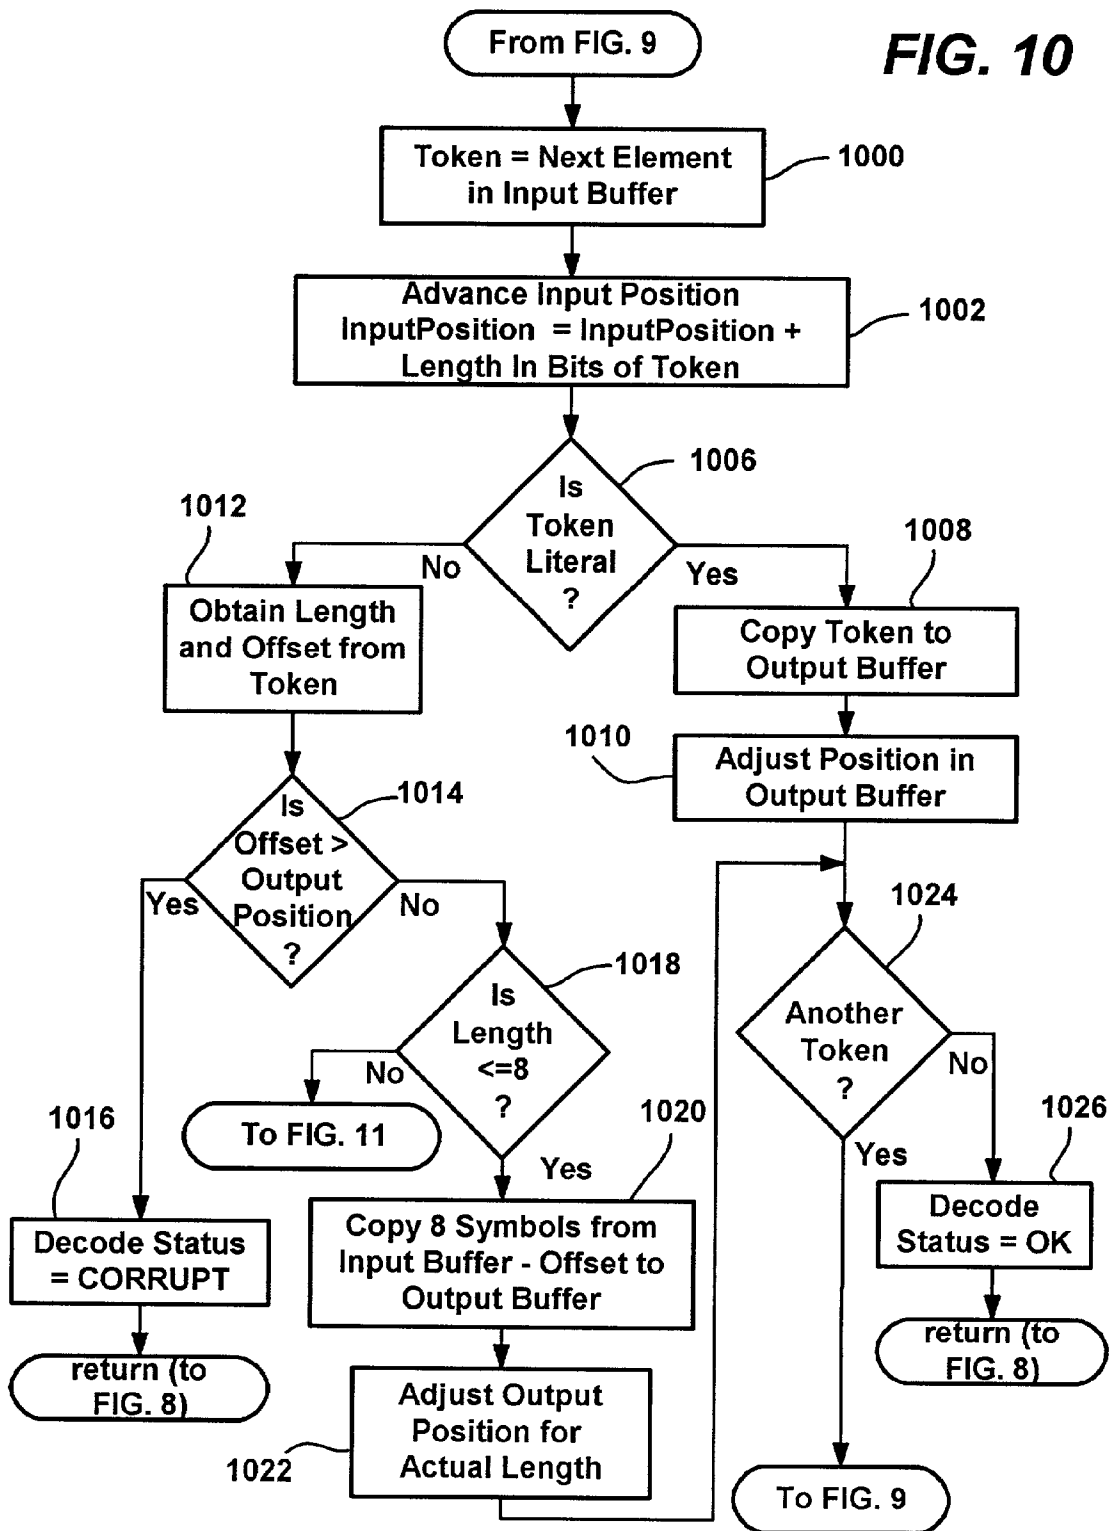 From FIG. 9
FIG. 10
Token = Next Element
in Input Buffer
1000
Advance Input Position
InputPosition = InputPosition +
Length In Bits of Token
1002
Is
Token
Literal
?
1006
No
Yes
1012
Obtain Length
and Offset from
Token
1008
Copy Token to
Output Buffer
1010
Adjust Position in
Output Buffer
Is
Offset >
Output
Position
?
1014
Yes
No
1018
Is
Length
<=8
?
No
To FIG. 11
Yes
1024
Another
Token
?
No
Yes
1016
Decode Status
= CORRUPT
return (to
FIG. 8)
1020
Copy 8 Symbols from
Input Buffer - Offset to
Output Buffer
1022
Adjust Output
Position for
Actual Length
1026
Decode
Status = OK
return (to
FIG. 8)
To FIG. 9